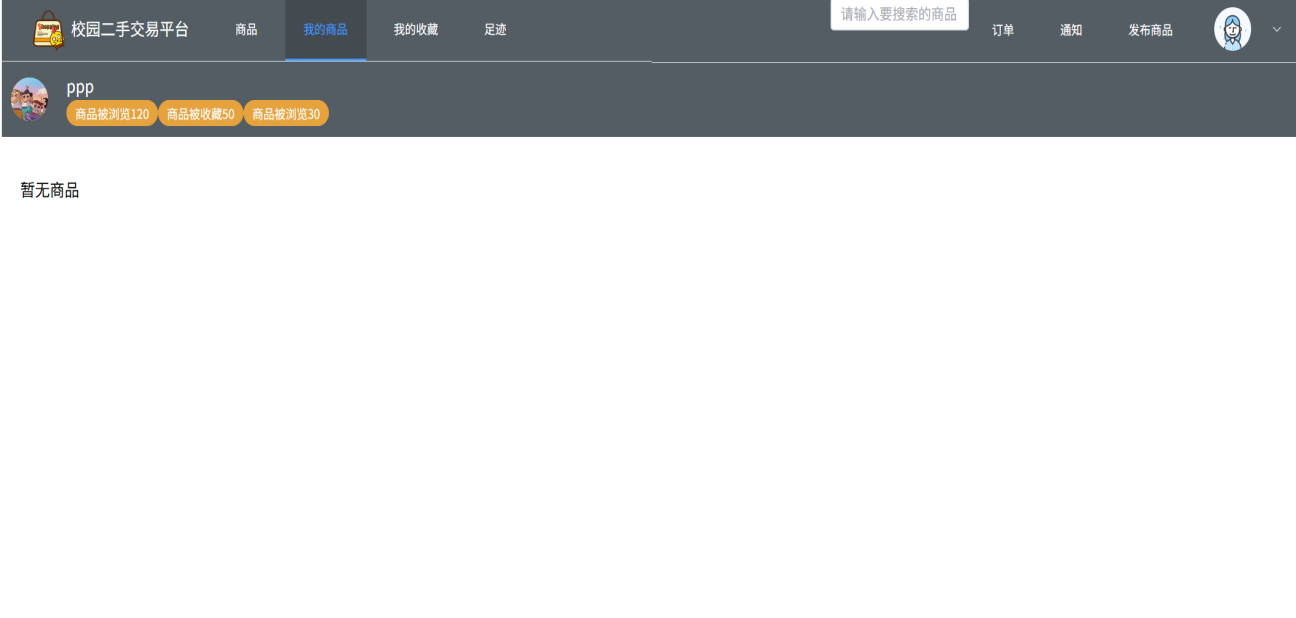 校园二手交易平台 商品 我的商品 我的收藏 足迹 请输入要搜索的商品 订单 通知 发布商品
ppp
商品被浏览120 商品被收藏50 商品被浏览30
暂无商品